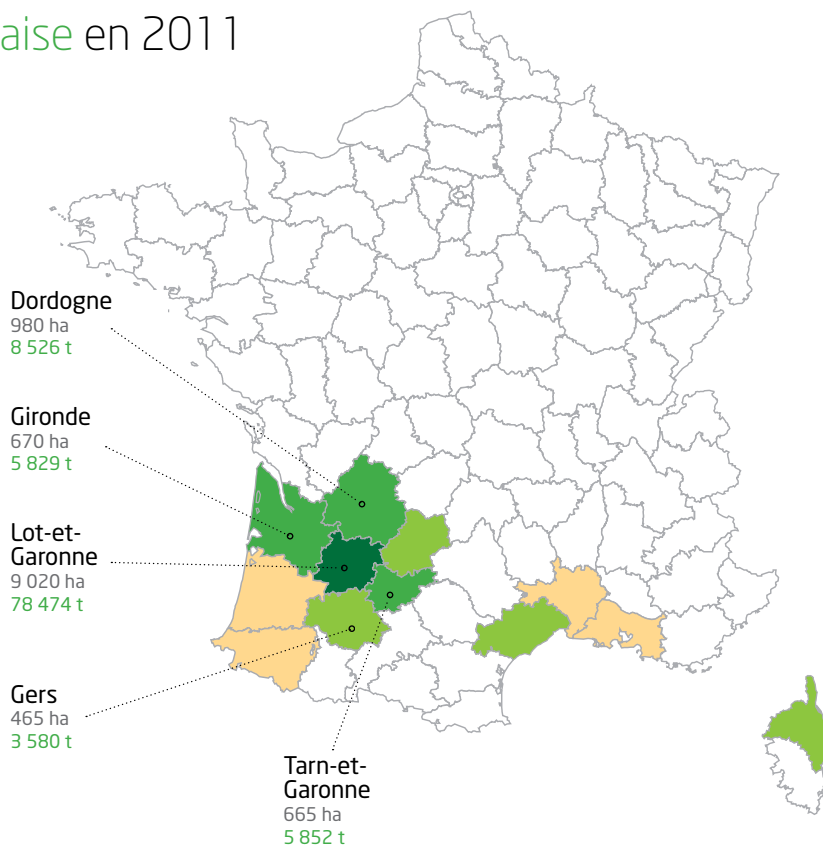 aise en 2011
Dordogne
980 ha
8 526 t
Gironde
670 ha
5 829 t
Lot-et-
Garonne
9 020 ha
78 474 t
Gers
465 ha
3 580 t
Tarn-et-
Garonne
665 ha
5 852 t